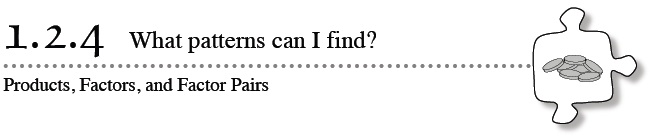 1.2.4 What patterns can I find?
Products, Factors, and Factor Pairs